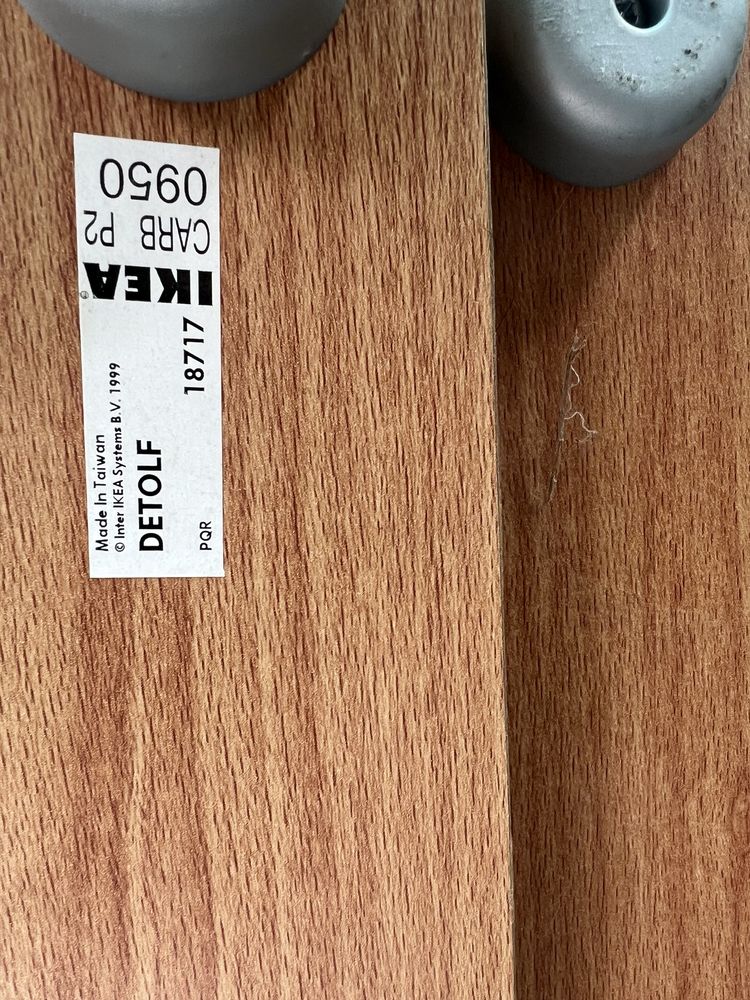 0950
CARB P2
IKEA®
18717
Made In Taiwan
© Inter IKEA Systems B.V. 1999
DETOLF
PQR